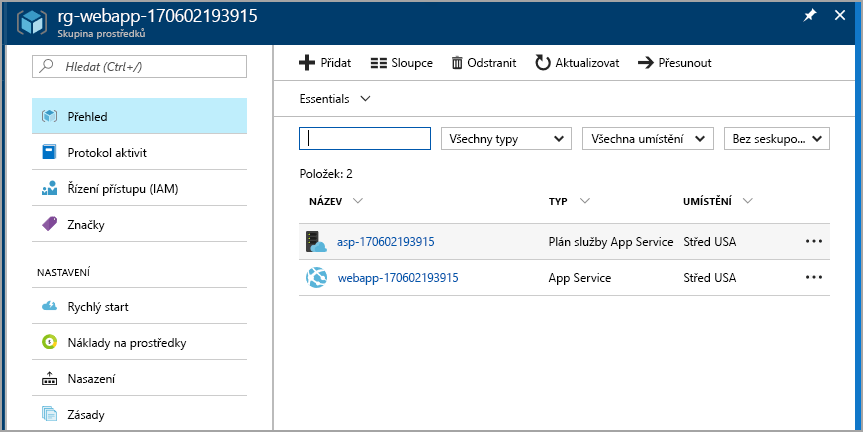 rg-webapp-170602193915
Skupina prostředků
Hledat (Ctrl+/)
Přehled
Protokol aktivit
Řízení přístupu (IAM)
Značky
NASTAVENÍ
Rychlý start
Náklady na prostředky
Nasazení
Zásady
Přidat Sloupce Odstranit Aktualizovat Přesunout
Essentials
Všechny typy Všechna umístění Bez seskupo...
Položek: 2
NÁZEV TYP UMÍSTĚNÍ
asp-170602193915 Plán služby App Service Střed USA
webapp-170602193915 App Service Střed USA